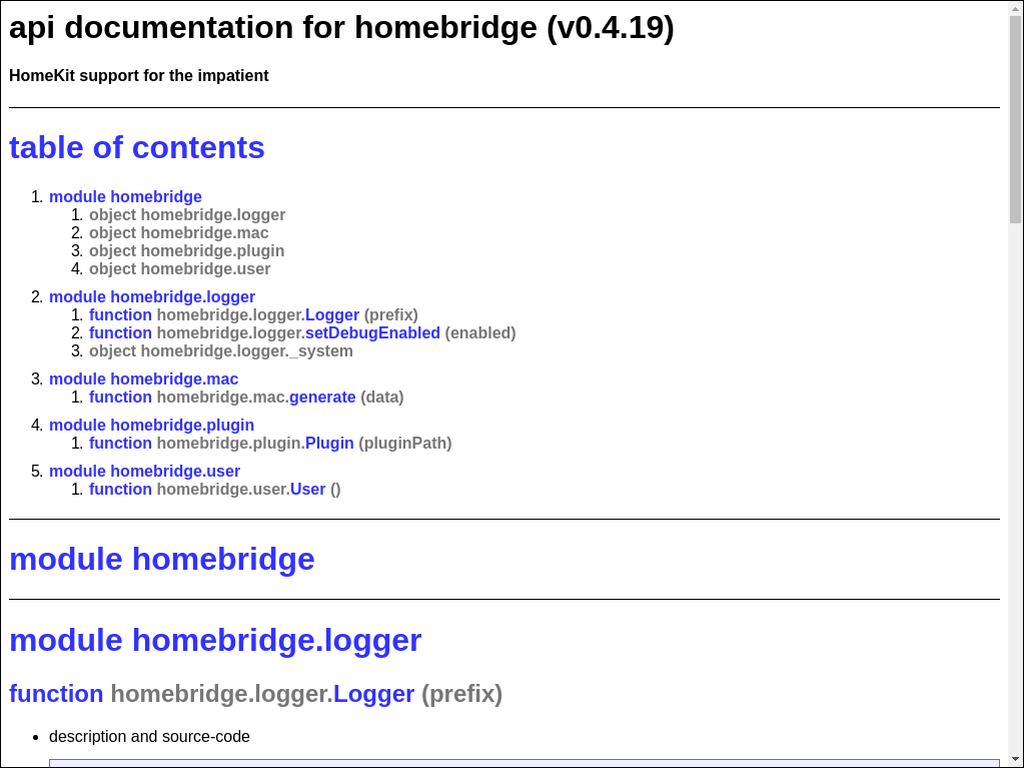 api documentation for homebridge (v0.4.19)
HomeKit support for the impatient
table of contents
1. module homebridge
1. object homebridge.logger
2. object homebridge.mac
3. object homebridge.plugin
4. object homebridge.user
2. module homebridge.logger
1. function homebridge.logger.Logger (prefix)
2. function homebridge.logger.setDebugEnabled (enabled)
3. object homebridge.logger._system
3. module homebridge.mac
1. function homebridge.mac.generate (data)
4. module homebridge.plugin
1. function homebridge.plugin.Plugin (pluginPath)
5. module homebridge.user
1. function homebridge.user.User ()
module homebridge
module homebridge.logger
function homebridge.logger.Logger (prefix)
• description and source-code